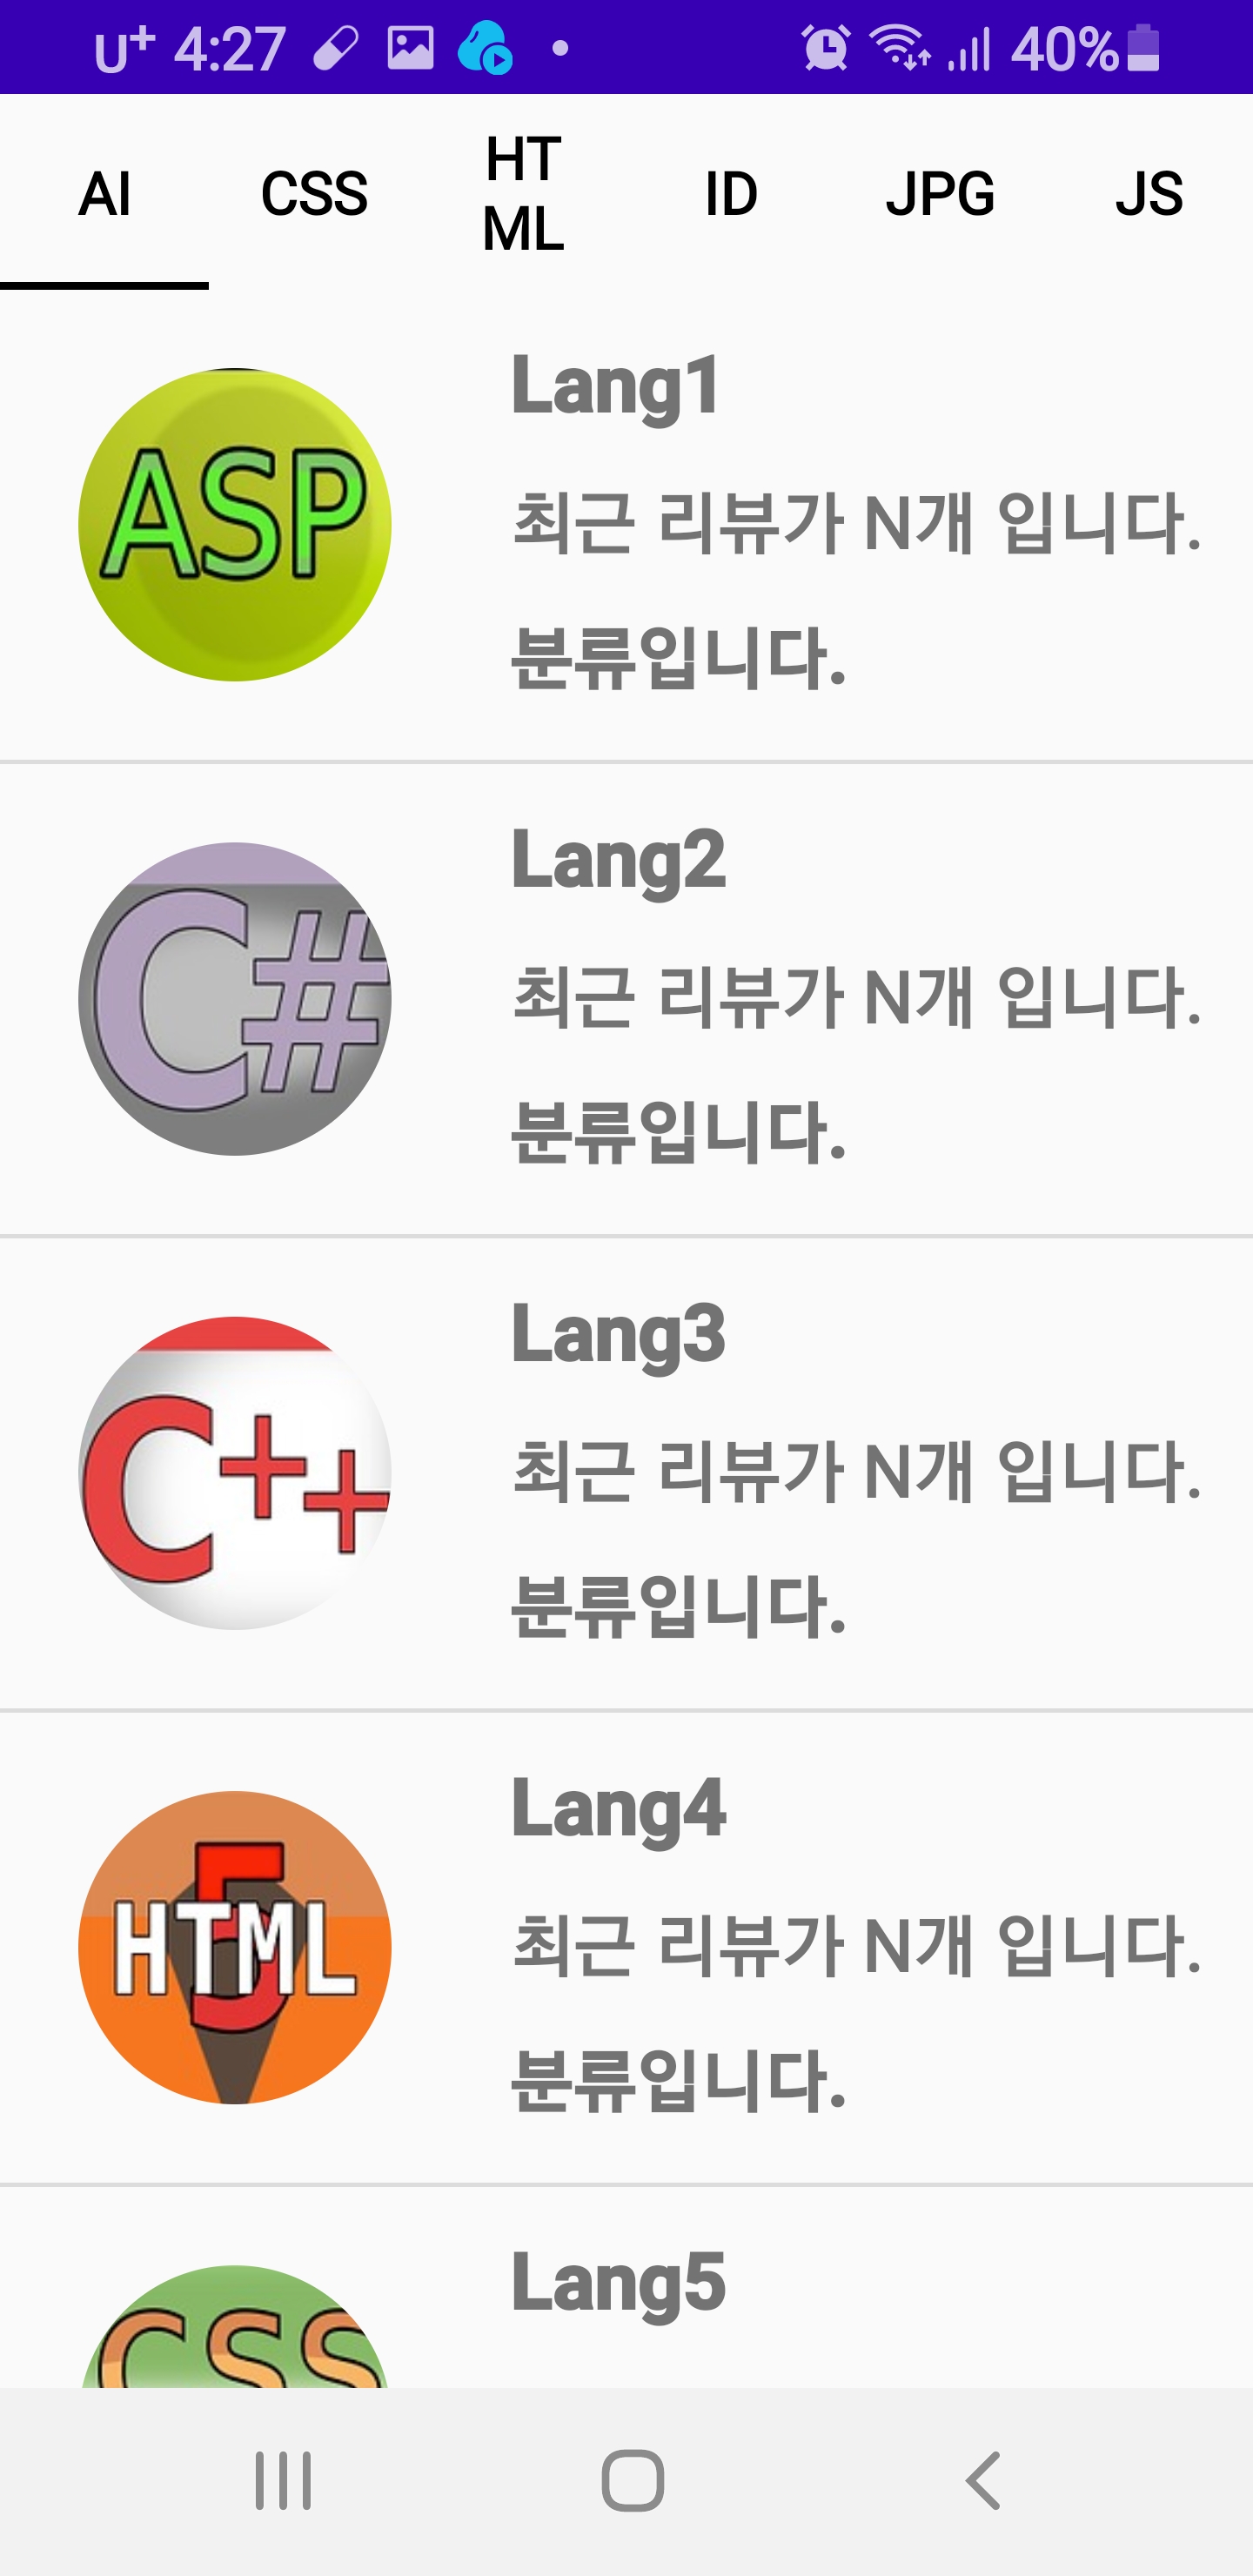 U+ 4:27 40%
AI CSS HT ID JPG JS
ML
Lang1
ASP
최근 리뷰가 N개 입니다.
분류입니다.
Lang2
C#
최근 리뷰가 N개 입니다.
분류입니다.
Lang3
C++
최근 리뷰가 N개 입니다.
분류입니다.
Lang4
5
HTML
최근 리뷰가 N개 입니다.
분류입니다.
Lang5
CSS